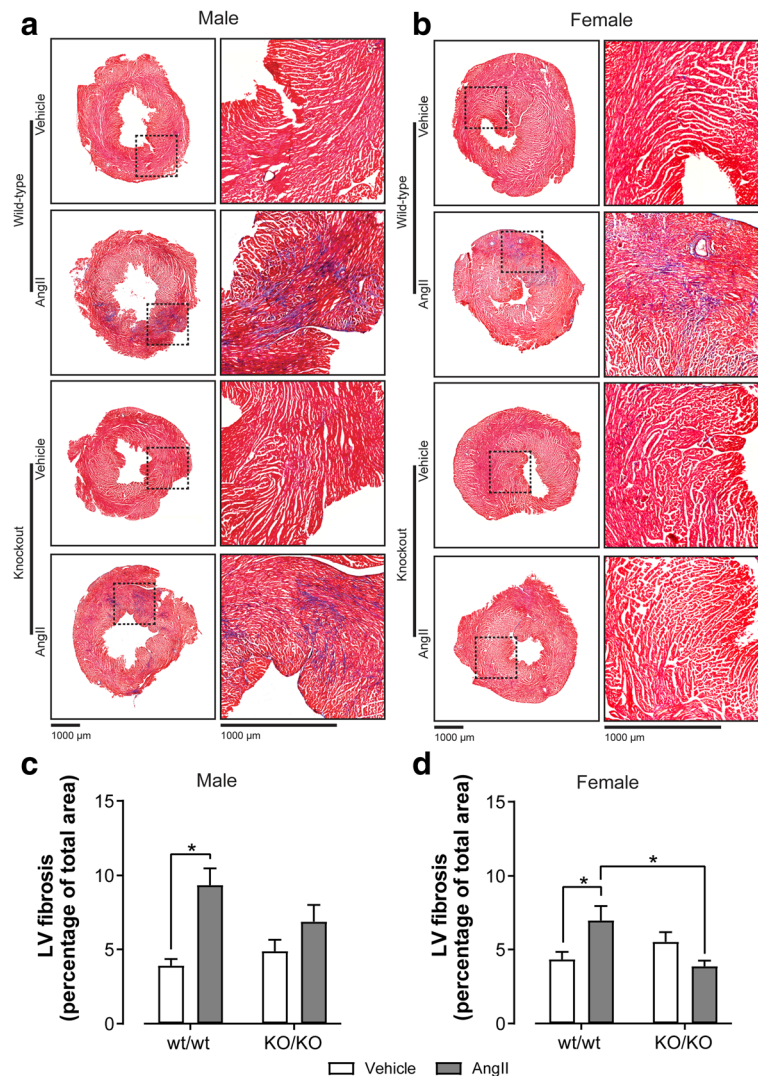 a
Male
Vehicle
Wild-type
AngII
Vehicle
Knockout
AngII
1000 µm
1000 µm
b
Female
Vehicle
Wild-type
AngII
Vehicle
Knockout
AngII
1000 µm
1000 µm
c
Male
LV fibrosis
(percentage of total area)
15
10
5
0
*
wt/wt
KO/KO
d
Female
LV fibrosis
(percentage of total area)
15
10
5
0
*
*
wt/wt
KO/KO
Vehicle
AngII